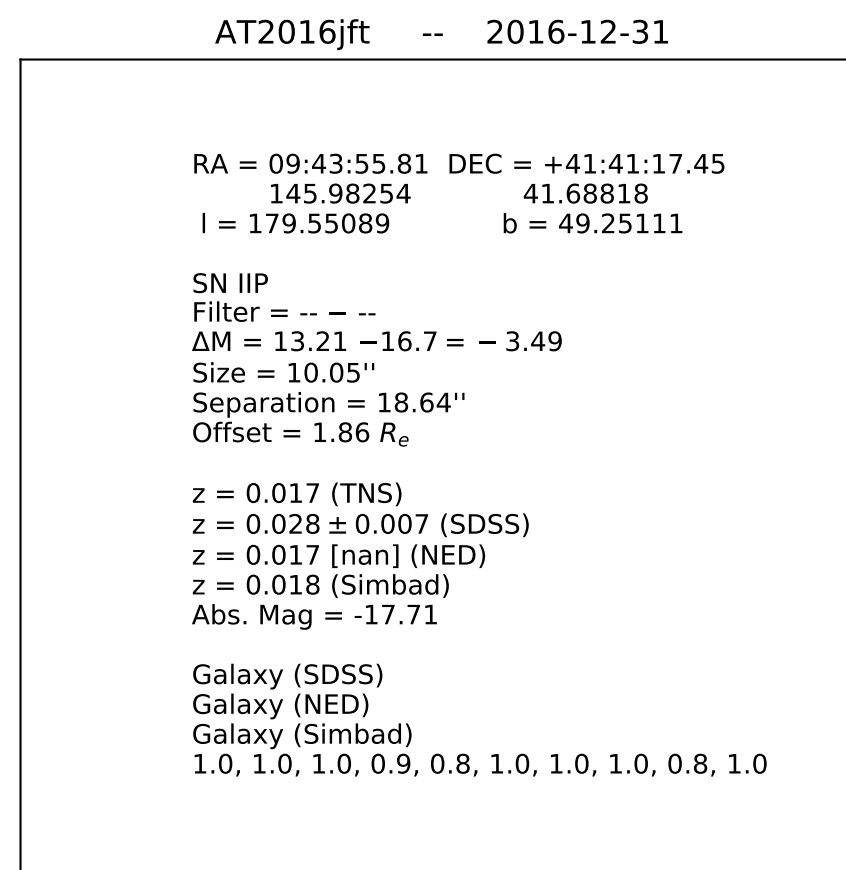 AT2016jft -- 2016-12-31
RA = 09:43:55.81 DEC = +41:41:17.45
145.98254 41.68818
l = 179.55089 b = 49.25111
SN IIP
Filter = -- − --
ΔM = 13.21 −16.7 = − 3.49
Size = 10.05''
Separation = 18.64''
Offset = 1.86 Rₑ
z = 0.017 (TNS)
z = 0.028 ± 0.007 (SDSS)
z = 0.017 [nan] (NED)
z = 0.018 (Simbad)
Abs. Mag = -17.71
Galaxy (SDSS)
Galaxy (NED)
Galaxy (Simbad)
1.0, 1.0, 1.0, 0.9, 0.8, 1.0, 1.0, 1.0, 0.8, 1.0